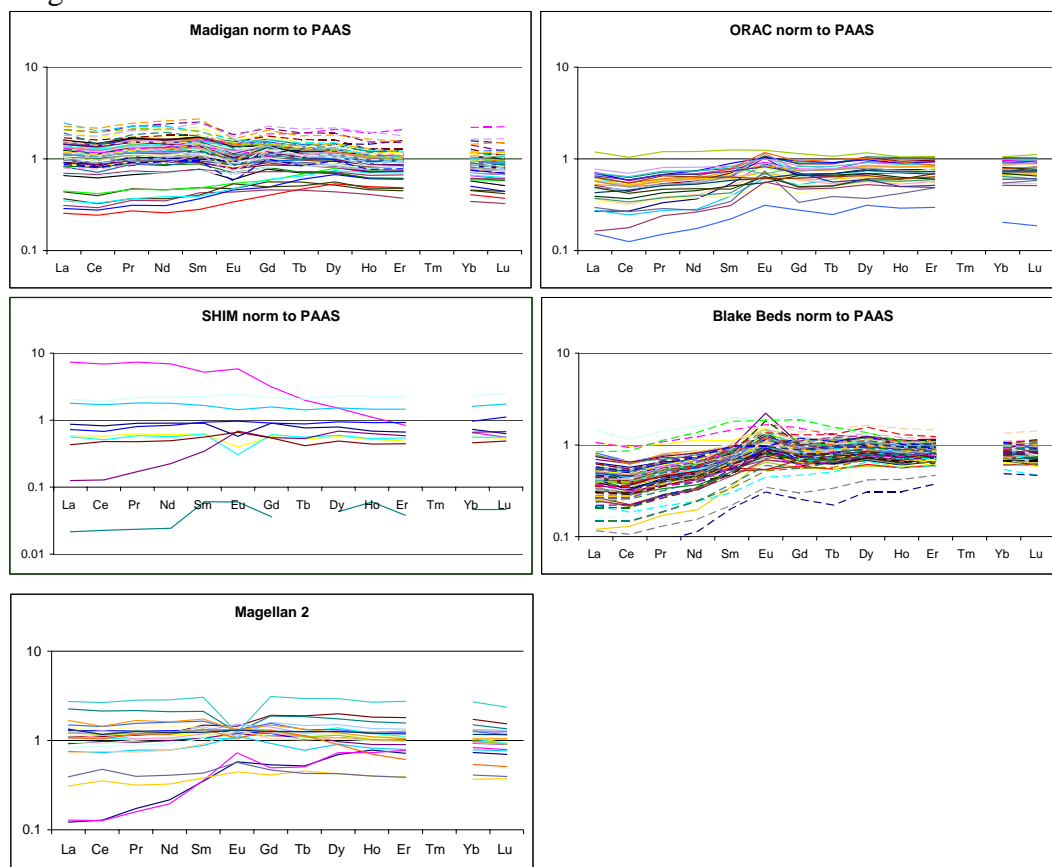 Madigan norm to PAAS
10
1
0.1
La Ce Pr Nd Sm Eu Gd Tb Dy Ho Er Tm Yb Lu
ORAC norm to PAAS
10
1
0.1
La Ce Pr Nd Sm Eu Gd Tb Dy Ho Er Tm Yb Lu
SHIM norm to PAAS
10
1
0.1
0.01
La Ce Pr Nd Sm Eu Gd Tb Dy Ho Er Tm Yb Lu
Blake Beds norm to PAAS
10
1
0.1
La Ce Pr Nd Sm Eu Gd Tb Dy Ho Er Tm Yb Lu
Magellan 2
10
1
0.1
La Ce Pr Nd Sm Eu Gd Tb Dy Ho Er Tm Yb Lu